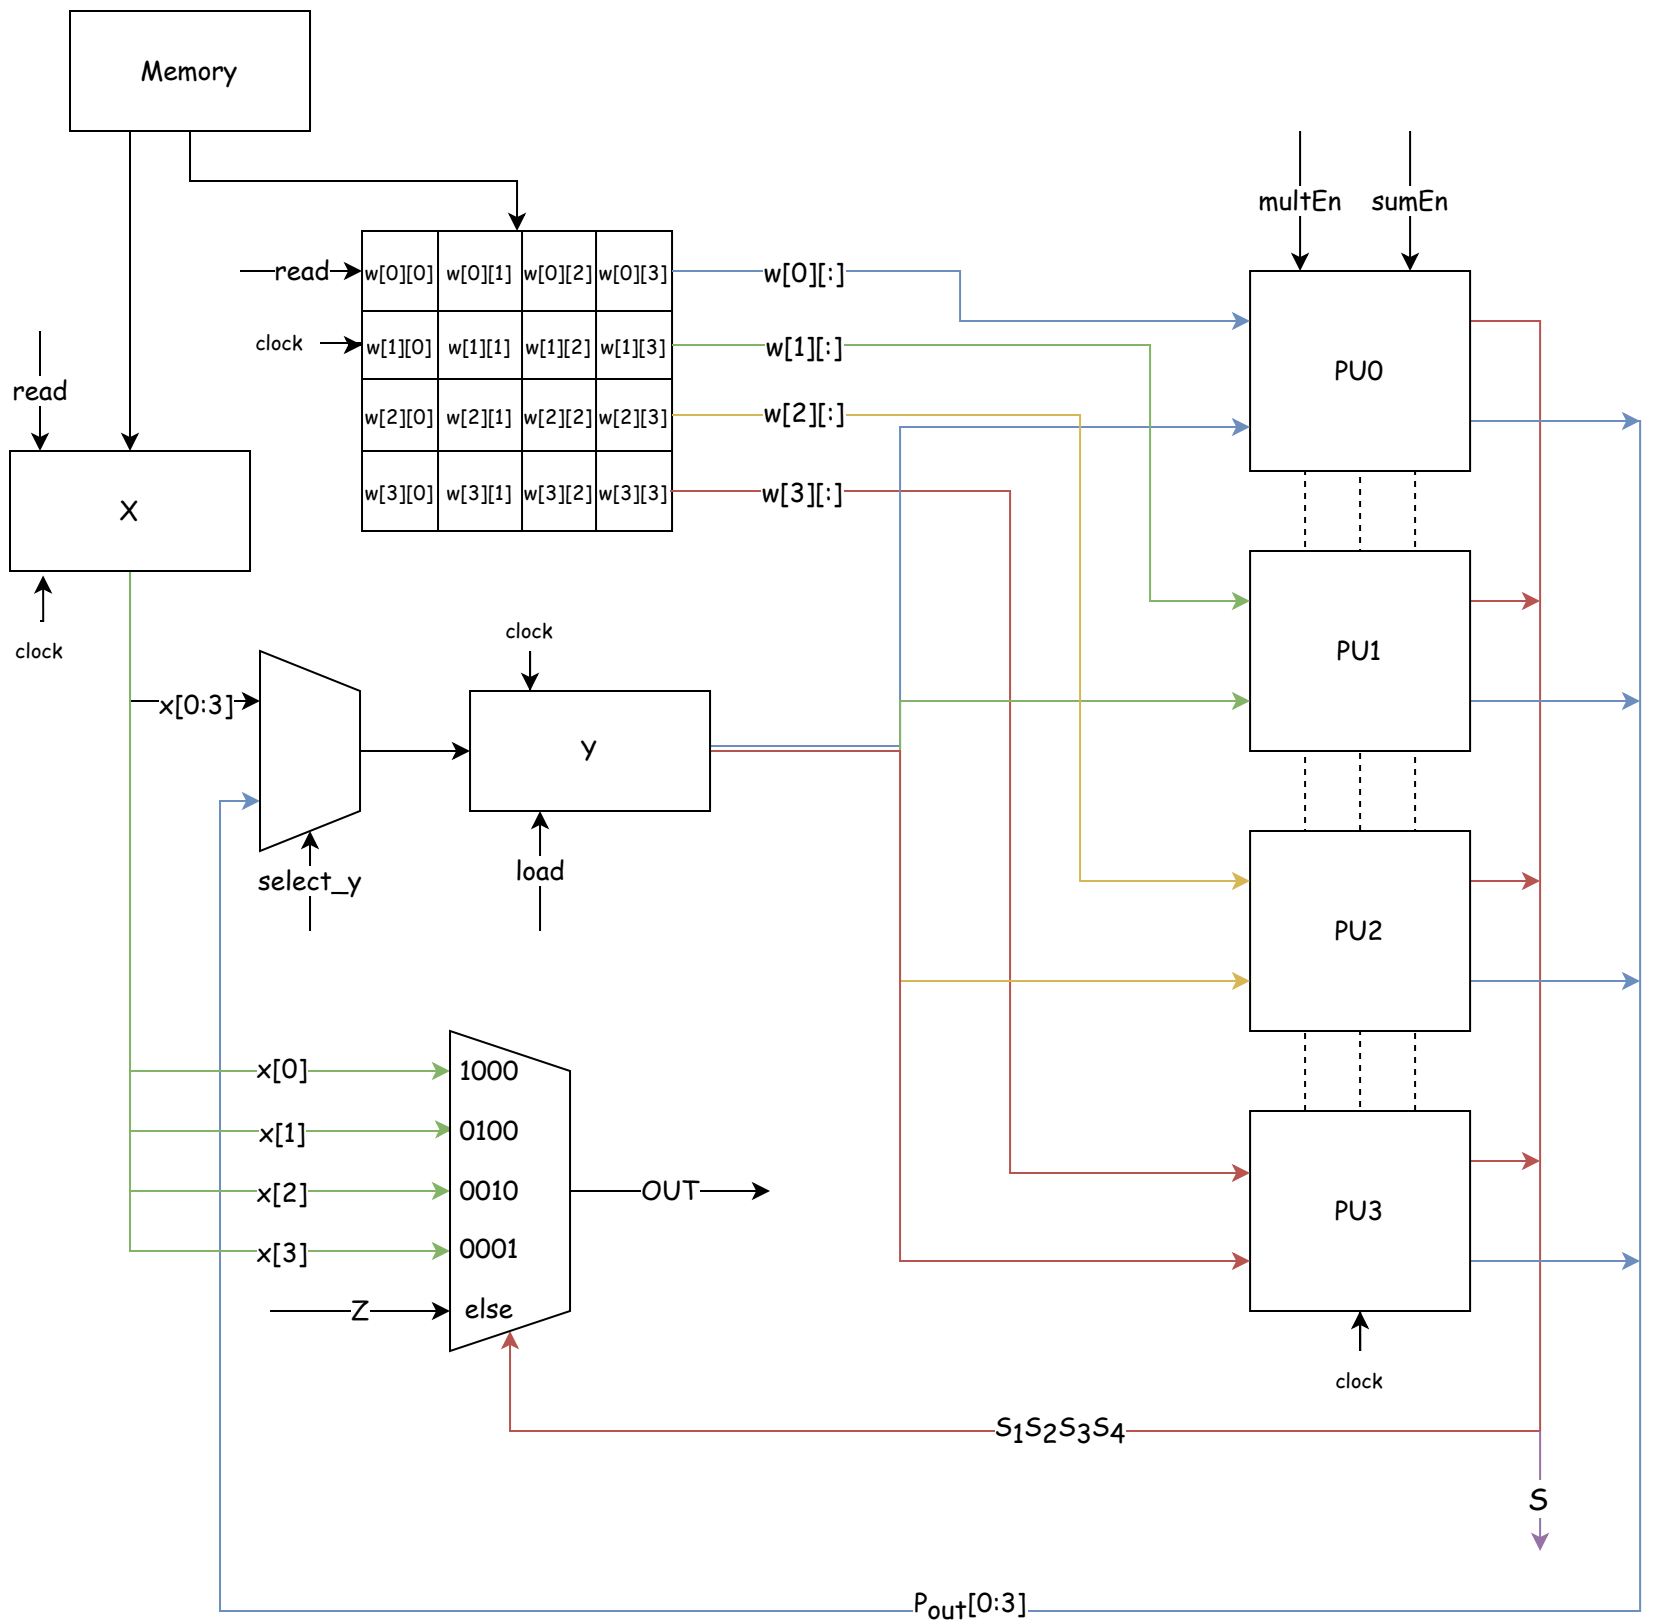 Memory
multEn sumEn
read w[0][0] w[0][1] w[0][2] w[0][3] w[0][:]
clock w[1][0] w[1][1] w[1][2] w[1][3] w[1][:]
PU0
read
w[2][0] w[2][1] w[2][2] w[2][3] w[2][:]
w[3][0] w[3][1] w[3][2] w[3][3] w[3][:]
X
clock
clock
PU1
x[0:3]
y
select_y
load
PU2
x[0] 1000
x[1] 0100
x[2] 0010
OUT
PU3
x[3] 0001
Z else
clock
S1S2S3S4
S
Pout[0:3]